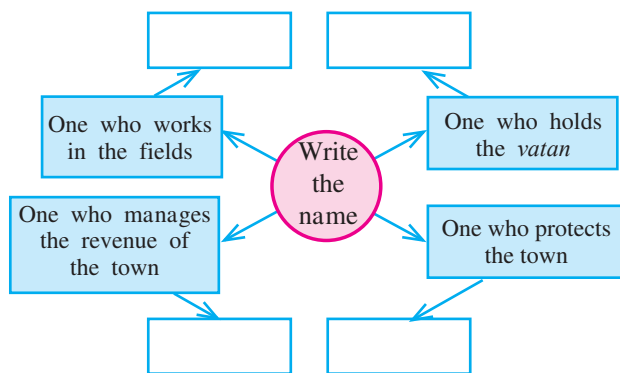 One who works
in the fields
Write
the
name
One who holds
the vatan
One who manages
the revenue of
the town
One who protects
the town